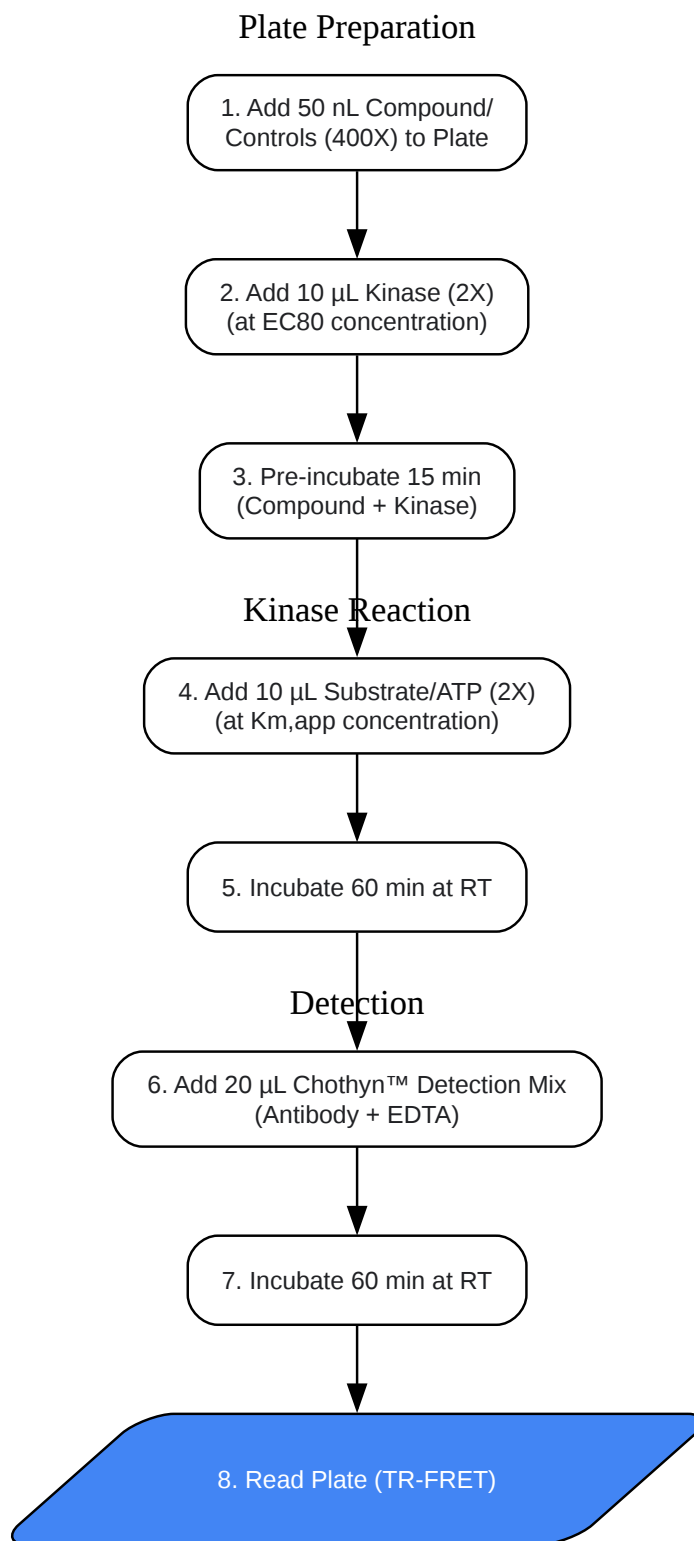 Plate Preparation
1. Add 50 nL Compound/
Controls (400X) to Plate
2. Add 10 µL Kinase (2X)
(at EC80 concentration)
3. Pre-incubate 15 min
(Compound + Kinase)
Kinase Reaction
4. Add 10 µL Substrate/ATP (2X)
(at Km,app concentration)
5. Incubate 60 min at RT
Detection
6. Add 20 µL Chothyn™ Detection Mix
(Antibody + EDTA)
7. Incubate 60 min at RT
8. Read Plate (TR-FRET)